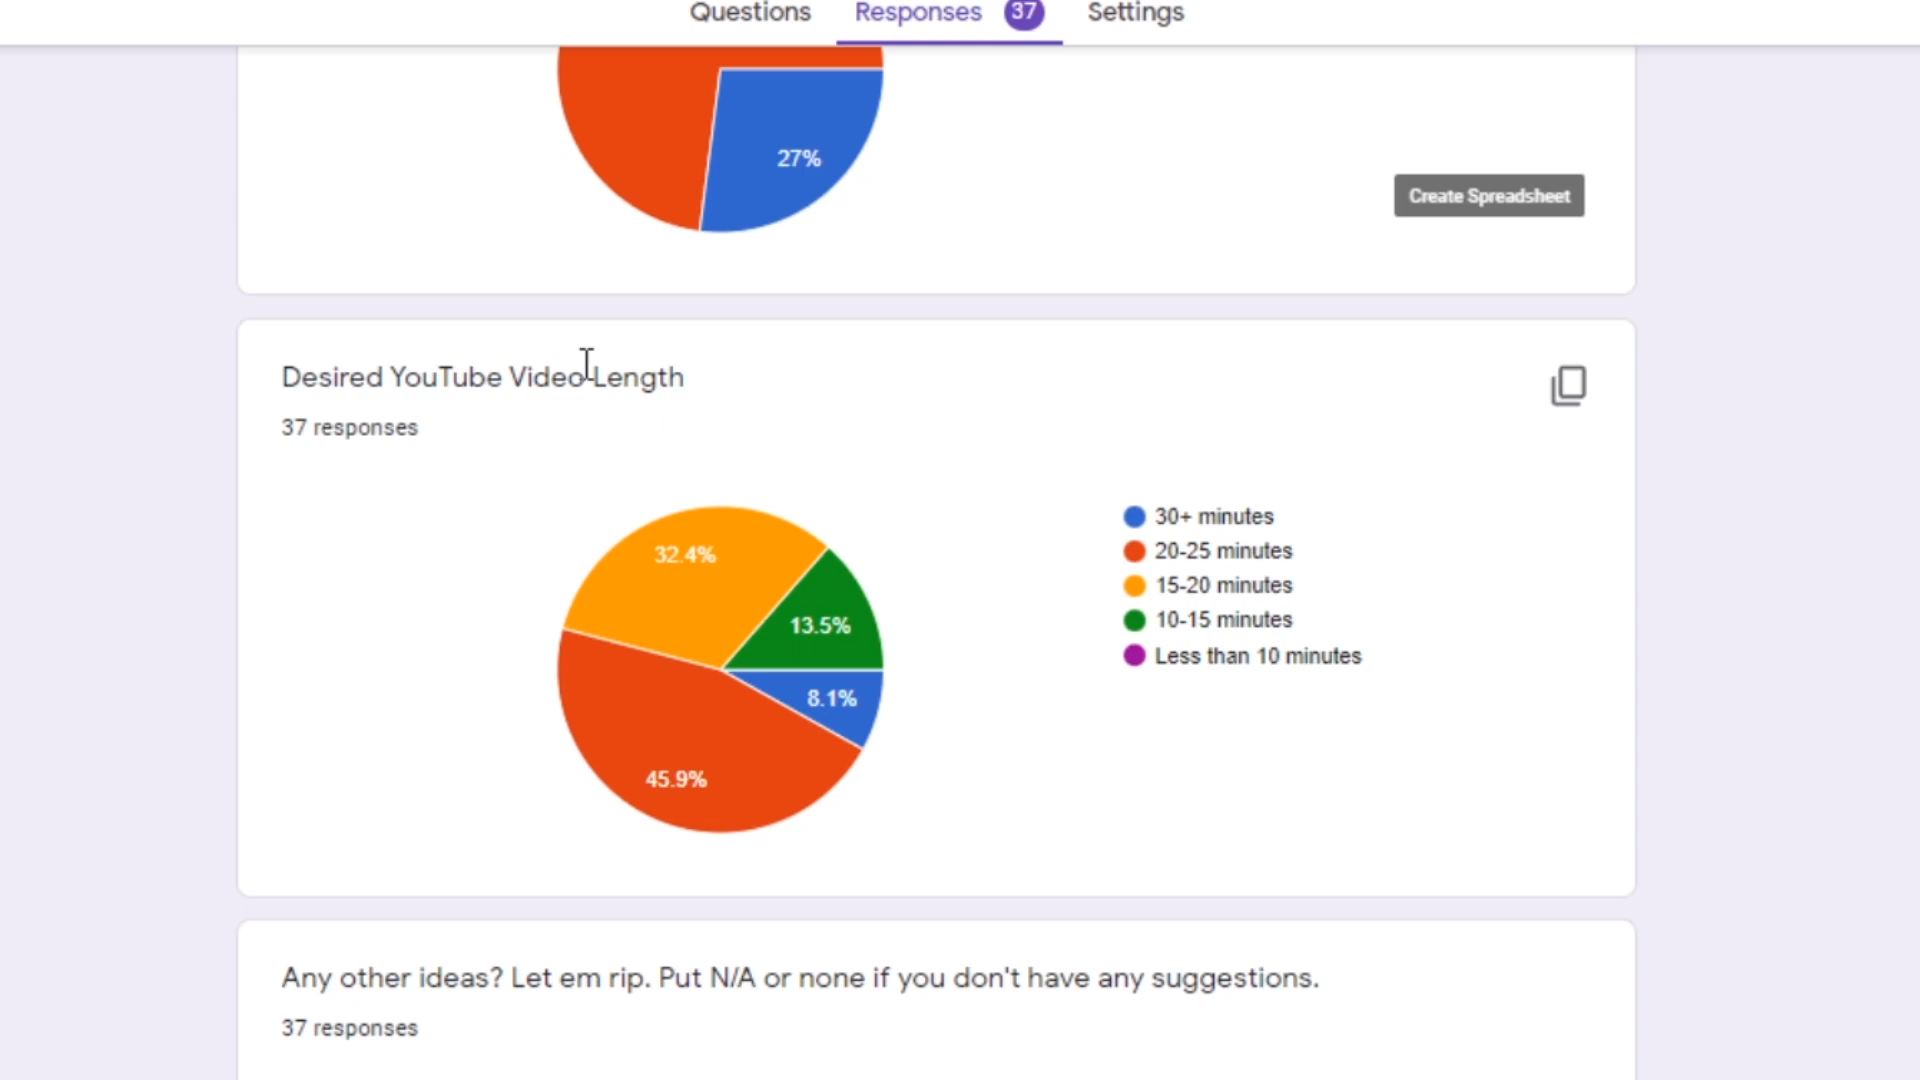 Questions Responses 37 Settings
27%
Create Spreadsheet
Desired YouTube Video Length
37 responses
32.4%
13.5%
8.1%
45.9%
30+ minutes
20-25 minutes
15-20 minutes
10-15 minutes
Less than 10 minutes
Any other ideas? Let em rip. Put N/A or none if you don't have any suggestions.
37 responses